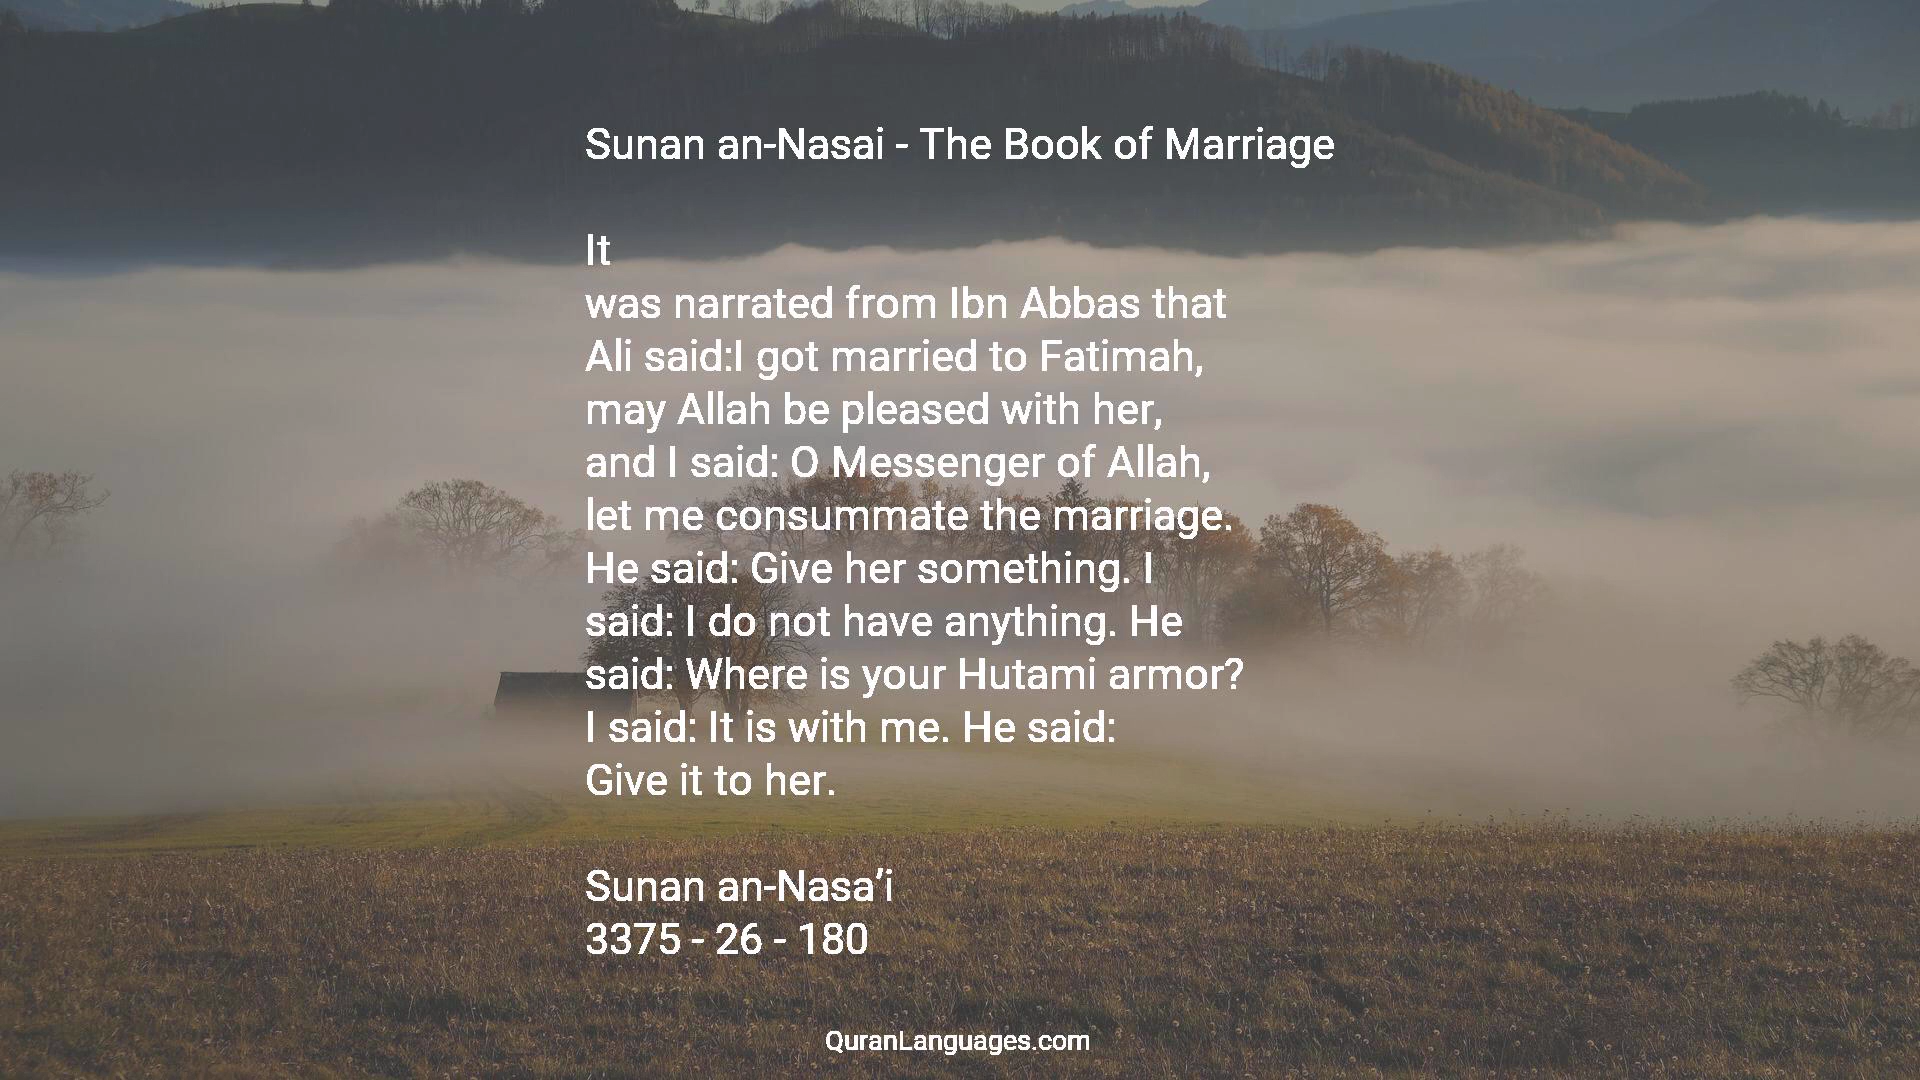 Sunan an-Nasai - The Book of Marriage
It
was narrated from Ibn Abbas that
Ali said:I got married to Fatimah,
may Allah be pleased with her,
and I said: O Messenger of Allah,
let me consummate the marriage.
He said: Give her something. I
said: I do not have anything. He
said: Where is your Hutami armor?
I said: It is with me. He said:
Give it to her.
Sunan an-Nasa’i
3375 - 26 - 180
QuranLanguages.com